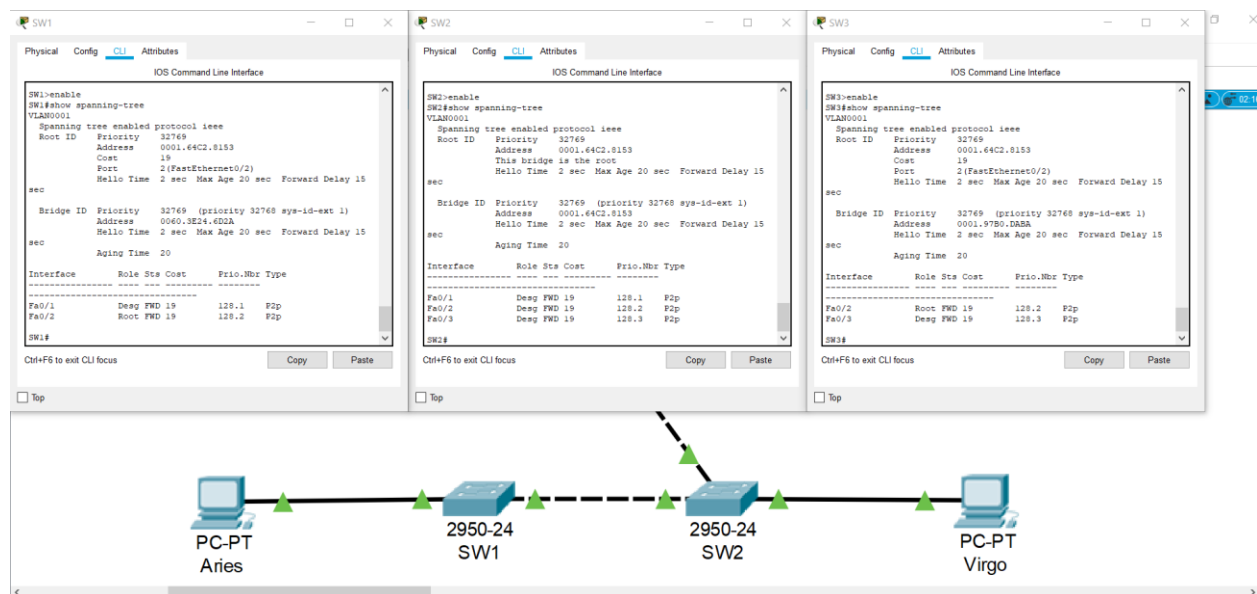 SW1
Physical Config CLI Attributes
IOS Command Line Interface
SW1>enable
SW1#show spanning-tree
VLAN0001
Spanning tree enabled protocol ieee
Root ID Priority 32769
Address 0001.64C2.8153
Cost 19
Port 2(FastEthernet0/2)
Hello Time 2 sec Max Age 20 sec Forward Delay 15
sec
Bridge ID Priority 32769 (priority 32768 sys-id-ext 1)
Address 0060.3E24.6D2A
Hello Time 2 sec Max Age 20 sec Forward Delay 15
sec
Aging Time 20
Interface Role Sts Cost Prio.Nbr Type
---------------- ---- --- --------- --------
--------------------------------
Fa0/1 Desg FWD 19 128.1 P2p
Fa0/2 Root FWD 19 128.2 P2p
SW1#
Ctrl+F6 to exit CLI focus
Copy Paste
Top
SW2
Physical Config CLI Attributes
IOS Command Line Interface
SW2>enable
SW2#show spanning-tree
VLAN0001
Spanning tree enabled protocol ieee
Root ID Priority 32769
Address 0001.64C2.8153
This bridge is the root
Hello Time 2 sec Max Age 20 sec Forward Delay 15
sec
Bridge ID Priority 32769 (priority 32768 sys-id-ext 1)
Address 0001.64C2.8153
Hello Time 2 sec Max Age 20 sec Forward Delay 15
sec
Aging Time 20
Interface Role Sts Cost Prio.Nbr Type
---------------- ---- --- --------- --------
--------------------------------
Fa0/1 Desg FWD 19 128.1 P2p
Fa0/2 Desg FWD 19 128.2 P2p
Fa0/3 Desg FWD 19 128.3 P2p
SW2#
Ctrl+F6 to exit CLI focus
Copy Paste
Top
SW3
Physical Config CLI Attributes
IOS Command Line Interface
SW3>enable
SW3#show spanning-tree
VLAN0001
Spanning tree enabled protocol ieee
Root ID Priority 32769
Address 0001.64C2.8153
Cost 19
Port 2(FastEthernet0/2)
Hello Time 2 sec Max Age 20 sec Forward Delay 15
sec
Bridge ID Priority 32769 (priority 32768 sys-id-ext 1)
Address 0001.97B0.DABA
Hello Time 2 sec Max Age 20 sec Forward Delay 15
sec
Aging Time 20
Interface Role Sts Cost Prio.Nbr Type
---------------- ---- --- --------- --------
--------------------------------
Fa0/2 Root FWD 19 128.2 P2p
Fa0/3 Desg FWD 19 128.3 P2p
SW3#
Ctrl+F6 to exit CLI focus
Copy Paste
Top
PC-PT
Aries
2950-24
SW1
2950-24
SW2
PC-PT
Virgo